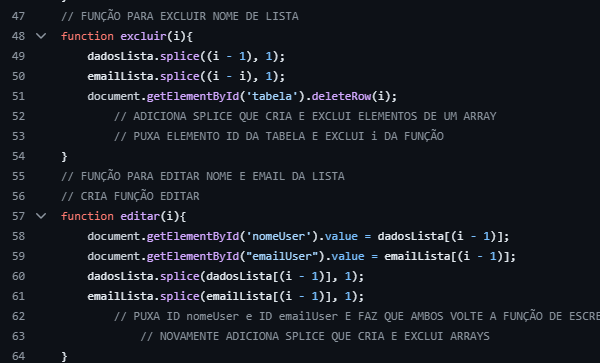 47 // FUNÇÃO PARA EXCLUIR NOME DE LISTA
48 function excluir(i){
49 dadosLista.splice((i - 1), 1);
50 emailLista.splice((i - i), 1);
51 document.getElementById('tabela').deleteRow(i);
52 // ADICIONA SPLICE QUE CRIA E EXCLUI ELEMENTOS DE UM ARRAY
53 // PUXA ELEMENTO ID DA TABELA E EXCLUI i DA FUNÇÃO
54 }
55 // FUNÇÃO PARA EDITAR NOME E EMAIL DA LISTA
56 // CRIA FUNÇÃO EDITAR
57 function editar(i){
58 document.getElementById('nomeUser').value = dadosLista[(i - 1)];
59 document.getElementById("emailUser").value = emailLista[(i - 1)];
60 dadosLista.splice(dadosLista[(i - 1)], 1);
61 emailLista.splice(emailLista[(i - 1)], 1);
62 // PUXA ID nomeUser e ID emailUser E FAZ QUE AMBOS VOLTE A FUNÇÃO DE ESCRE
63 // NOVAMENTE ADICIONA SPLICE QUE CRIA E EXCLUI ARRAYS
64 }